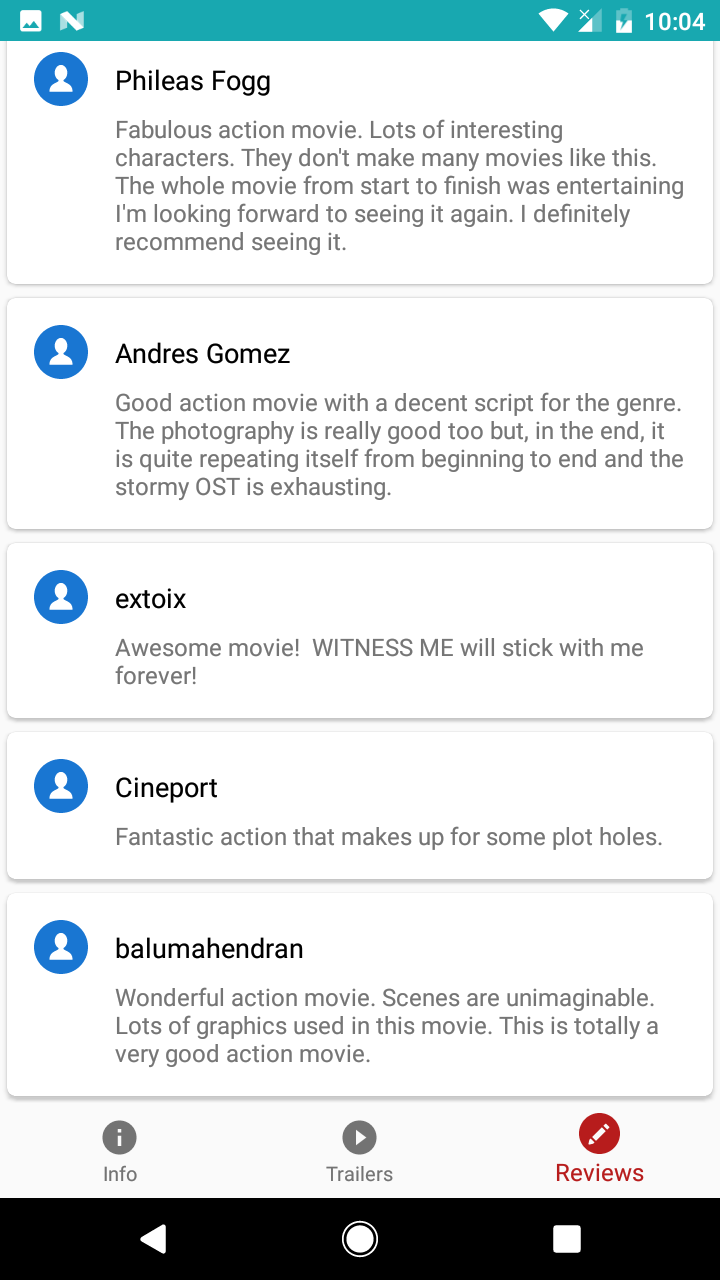 10:04
Phileas Fogg
Fabulous action movie. Lots of interesting
characters. They don't make many movies like this.
The whole movie from start to finish was entertaining
I'm looking forward to seeing it again. I definitely
recommend seeing it.
Andres Gomez
Good action movie with a decent script for the genre.
The photography is really good too but, in the end, it
is quite repeating itself from beginning to end and the
stormy OST is exhausting.
extoix
Awesome movie!  WITNESS ME will stick with me
forever!
Cineport
Fantastic action that makes up for some plot holes.
balumahendran
Wonderful action movie. Scenes are unimaginable.
Lots of graphics used in this movie. This is totally a
very good action movie.
Info
Trailers
Reviews